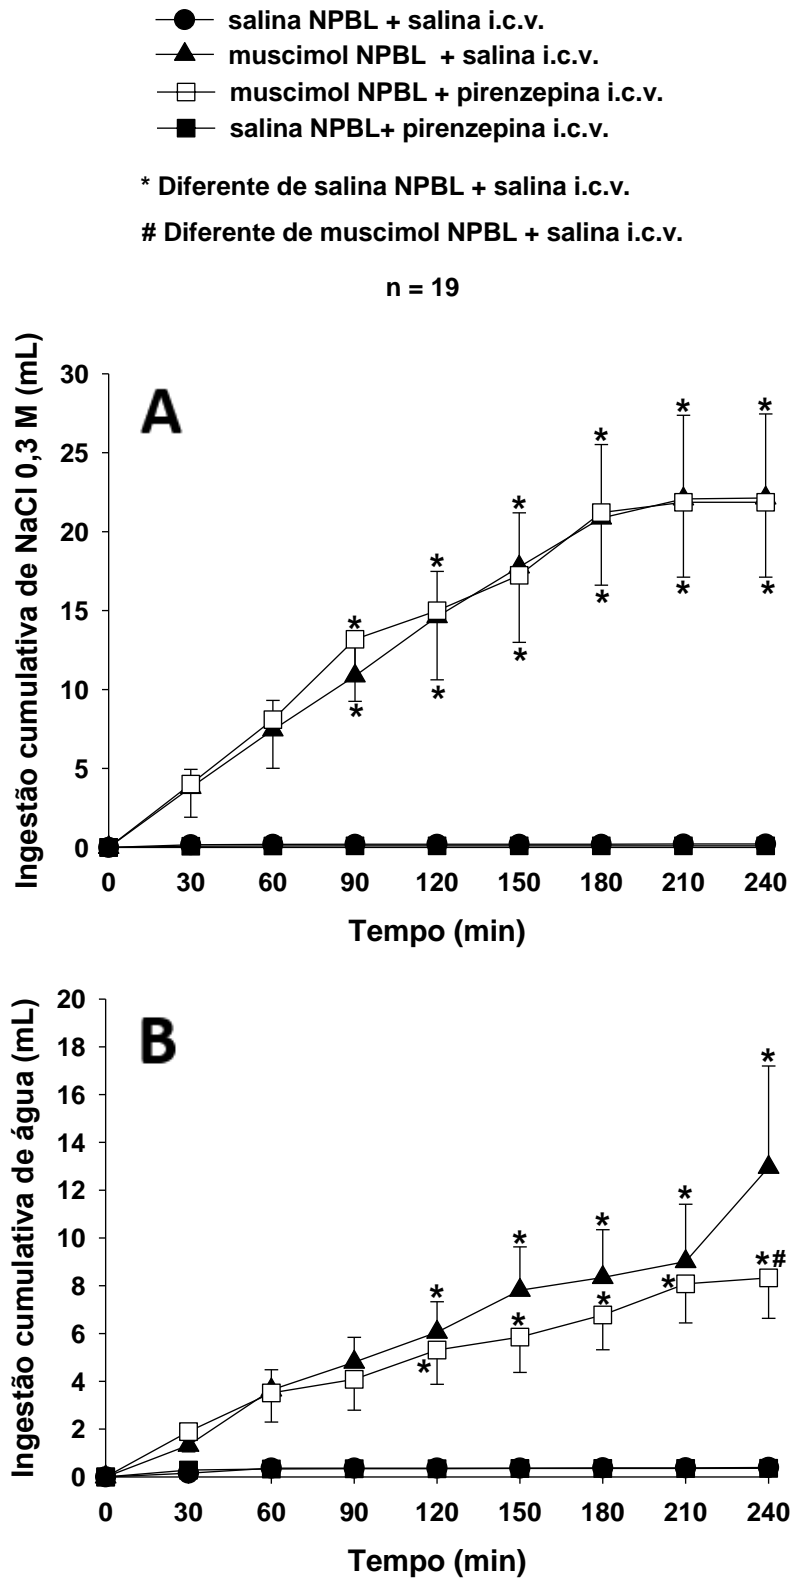 salina NPBL + salina i.c.v.
muscimol NPBL + salina i.c.v.
muscimol NPBL + pirenzepina i.c.v.
salina NPBL+ pirenzepina i.c.v.
* Diferente de salina NPBL + salina i.c.v.
# Diferente de muscimol NPBL + salina i.c.v.
n = 19
A
Ingestão cumulativa de NaCl 0,3 M (mL)
30
25
20
15
10
5
0
* * * * * *
* * * * * *
0 30 60 90 120 150 180 210 240
Tempo (min)
B
Ingestão cumulativa de água (mL)
20
18
16
14
12
10
8
6
4
2
0
* * * * *
* * * * *#
0 30 60 90 120 150 180 210 240
Tempo (min)